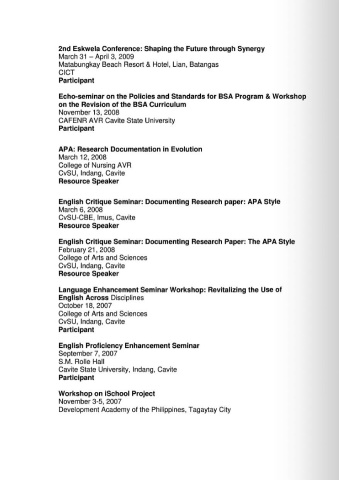 2nd Eskwela Conference: Shaping the Future through Synergy
March 31 – April 3, 2009
Matabungkay Beach Resort & Hotel, Lian, Batangas
CICT
Participant
Echo-seminar on the Policies and Standards for BSA Program & Workshop
on the Revision of the BSA Curriculum
November 13, 2008
CAFENR AVR Cavite State University
Participant
APA: Research Documentation in Evolution
March 12, 2008
College of Nursing AVR
CvSU, Indang, Cavite
Resource Speaker
English Critique Seminar: Documenting Research paper: APA Style
March 6, 2008
CvSU-CBE, Imus, Cavite
Resource Speaker
English Critique Seminar: Documenting Research Paper: The APA Style
February 21, 2008
College of Arts and Sciences
CvSU, Indang, Cavite
Resource Speaker
Language Enhancement Seminar Workshop: Revitalizing the Use of
English Across Disciplines
October 18, 2007
College of Arts and Sciences
CvSU, Indang, Cavite
Participant
English Proficiency Enhancement Seminar
September 7, 2007
S.M. Rolle Hall
Cavite State University, Indang, Cavite
Participant
Workshop on iSchool Project
November 3-5, 2007
Development Academy of the Philippines, Tagaytay City